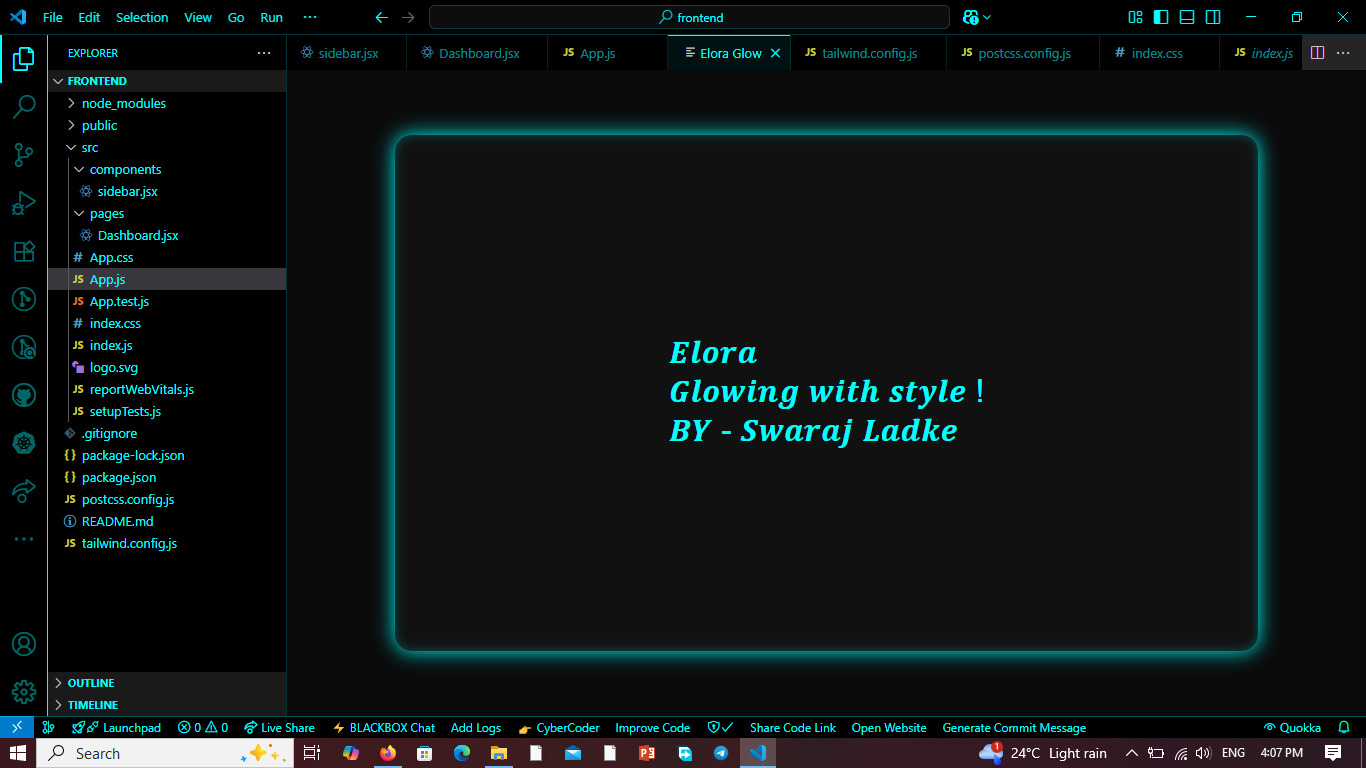 File Edit Selection View Go Run ···
frontend
EXPLORER ···
sidebar.jsx
Dashboard.jsx
JS App.js
Elora Glow
JS tailwind.config.js
JS postcss.config.js
# index.css
JS index.js
FRONTEND
node_modules
public
src
components
sidebar.jsx
pages
Dashboard.jsx
# App.css
JS App.js
JS App.test.js
# index.css
JS index.js
logo.svg
JS reportWebVitals.js
JS setupTests.js
.gitignore
{} package-lock.json
{} package.json
JS postcss.config.js
README.md
JS tailwind.config.js
OUTLINE
TIMELINE
Elora
Glowing with style !
BY - Swaraj Ladke
Launchpad 0 0 Live Share BLACKBOX Chat Add Logs CyberCoder Improve Code Share Code Link Open Website Generate Commit Message Quokka
Search
1 24°C Light rain ENG 4:07 PM